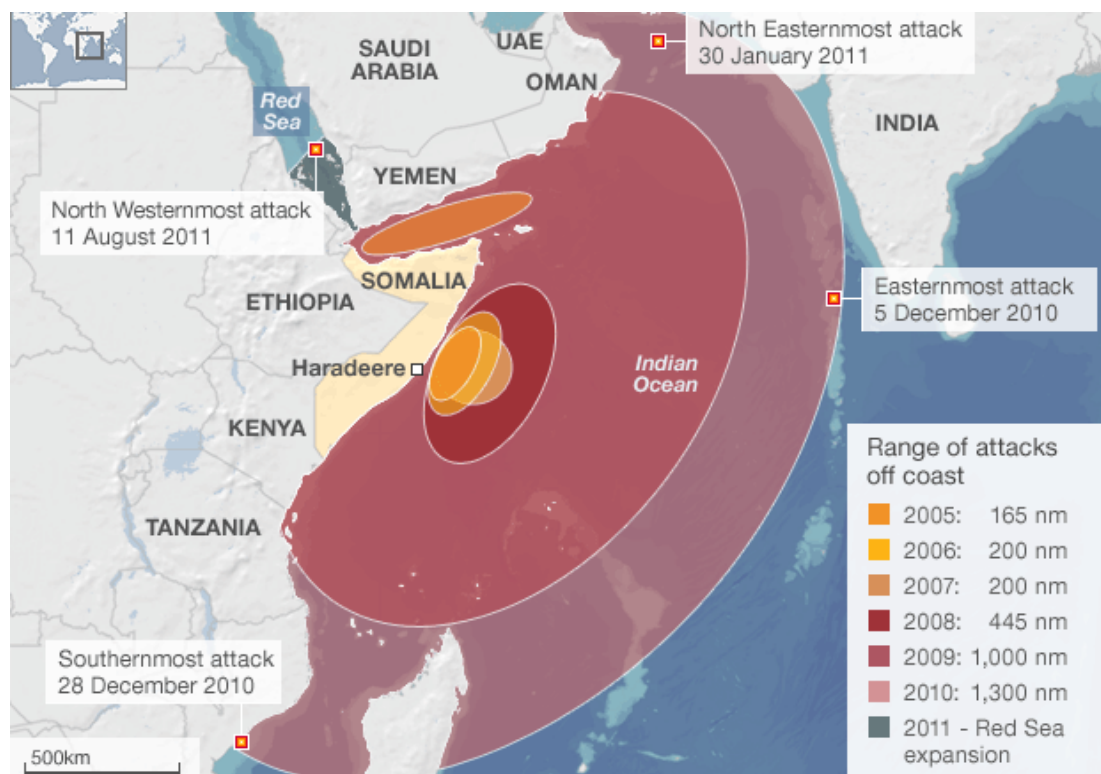 SAUDI
ARABIA
UAE
OMAN
North Easternmost attack
30 January 2011
Red
Sea
INDIA
YEMEN
North Westernmost attack
11 August 2011
SOMALIA
ETHIOPIA
Easternmost attack
5 December 2010
Haradeere
Indian
Ocean
KENYA
TANZANIA
Range of attacks
off coast
2005: 165 nm
2006: 200 nm
2007: 200 nm
2008: 445 nm
2009: 1,000 nm
2010: 1,300 nm
2011 - Red Sea
expansion
Southernmost attack
28 December 2010
500km